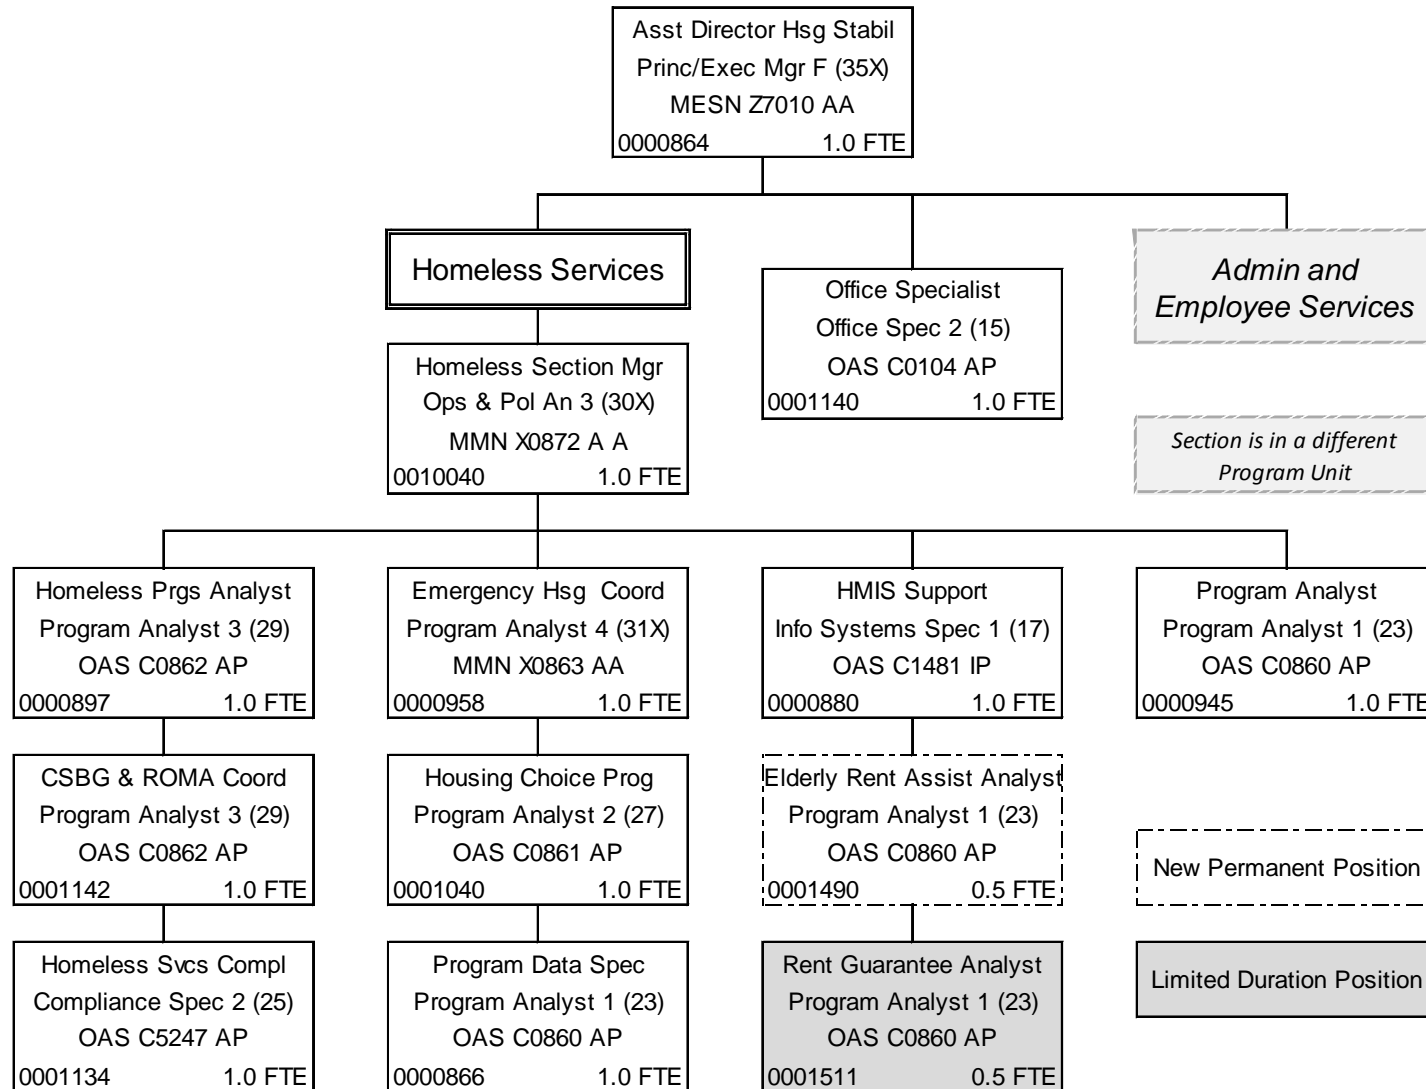 Asst Director Hsg Stabil
Princ/Exec Mgr F (35X)
MESN Z7010 AA
0000864 1.0 FTE
Homeless Services
Admin and
Employee Services
Office Specialist
Office Spec 2 (15)
OAS C0104 AP
0001140 1.0 FTE
Homeless Section Mgr
Ops & Pol An 3 (30X)
MMN X0872 A A
0010040 1.0 FTE
Section is in a different
Program Unit
Homeless Prgs Analyst
Program Analyst 3 (29)
OAS C0862 AP
0000897 1.0 FTE
Emergency Hsg Coord
Program Analyst 4 (31X)
MMN X0863 AA
0000958 1.0 FTE
HMIS Support
Info Systems Spec 1 (17)
OAS C1481 IP
0000880 1.0 FTE
Program Analyst
Program Analyst 1 (23)
OAS C0860 AP
0000945 1.0 FTE
CSBG & ROMA Coord
Program Analyst 3 (29)
OAS C0862 AP
0001142 1.0 FTE
Housing Choice Prog
Program Analyst 2 (27)
OAS C0861 AP
0001040 1.0 FTE
Elderly Rent Assist Analyst
Program Analyst 1 (23)
OAS C0860 AP
0001490 0.5 FTE
New Permanent Position
Homeless Svcs Compl
Compliance Spec 2 (25)
OAS C5247 AP
0001134 1.0 FTE
Program Data Spec
Program Analyst 1 (23)
OAS C0860 AP
0000866 1.0 FTE
Rent Guarantee Analyst
Program Analyst 1 (23)
OAS C0860 AP
0001511 0.5 FTE
Limited Duration Position